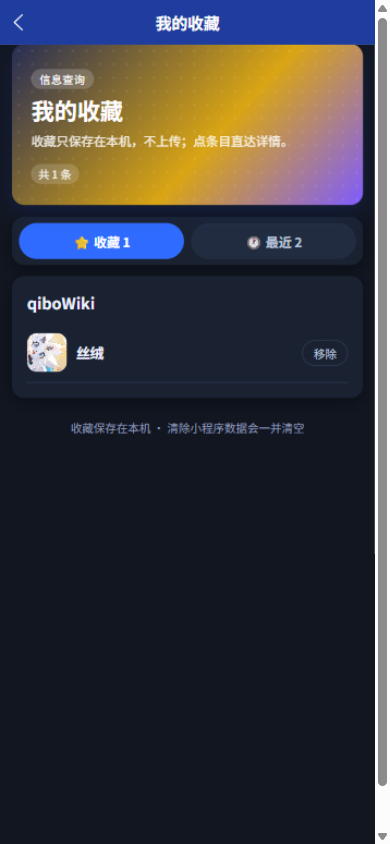 我的收藏
信息查询
我的收藏
收藏只保存在本机，不上传；点条目直达详情。
共 1 条
收藏 1
最近 2
qiboWiki
丝绒
移除
收藏保存在本机 · 清除小程序数据会一并清空